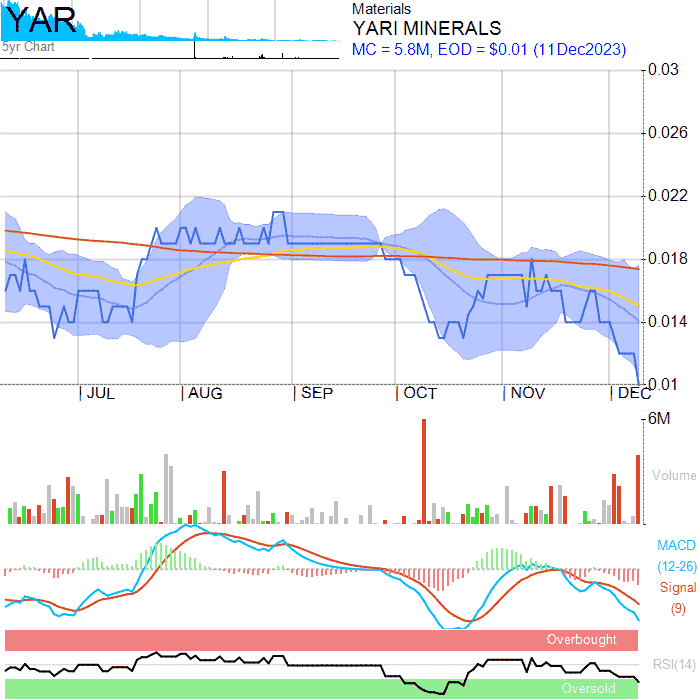 YAR
5yr Chart
Materials
YARI MINERALS
MC = 5.8M, EOD = $0.01 (11Dec2023)
0.03
0.026
0.022
0.018
0.014
0.01
JUL AUG SEP OCT NOV DEC
6M
Volume
MACD
(12-26)
Signal
(9)
Overbought
RSI(14)
Oversold